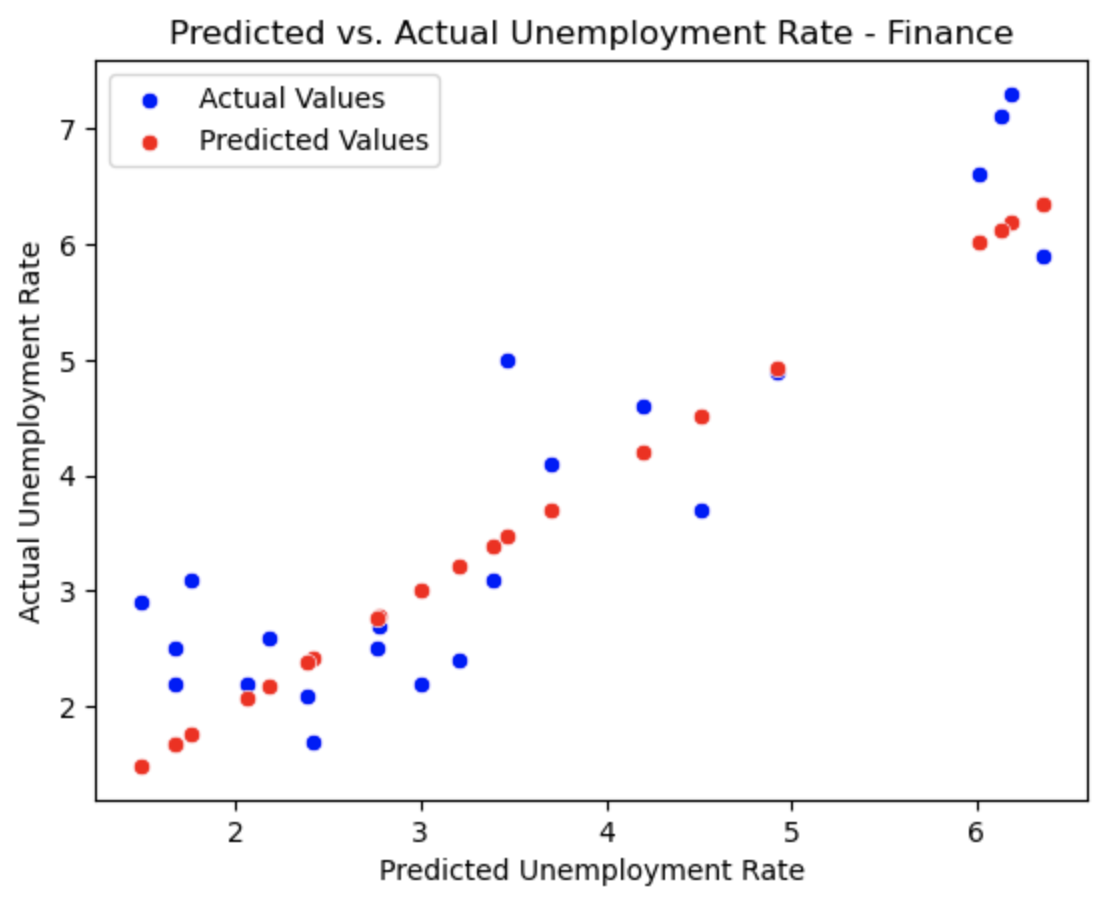 Predicted vs. Actual Unemployment Rate - Finance
Actual Values
Predicted Values
7
6
5
4
3
2
Actual Unemployment Rate
2 3 4 5 6
Predicted Unemployment Rate